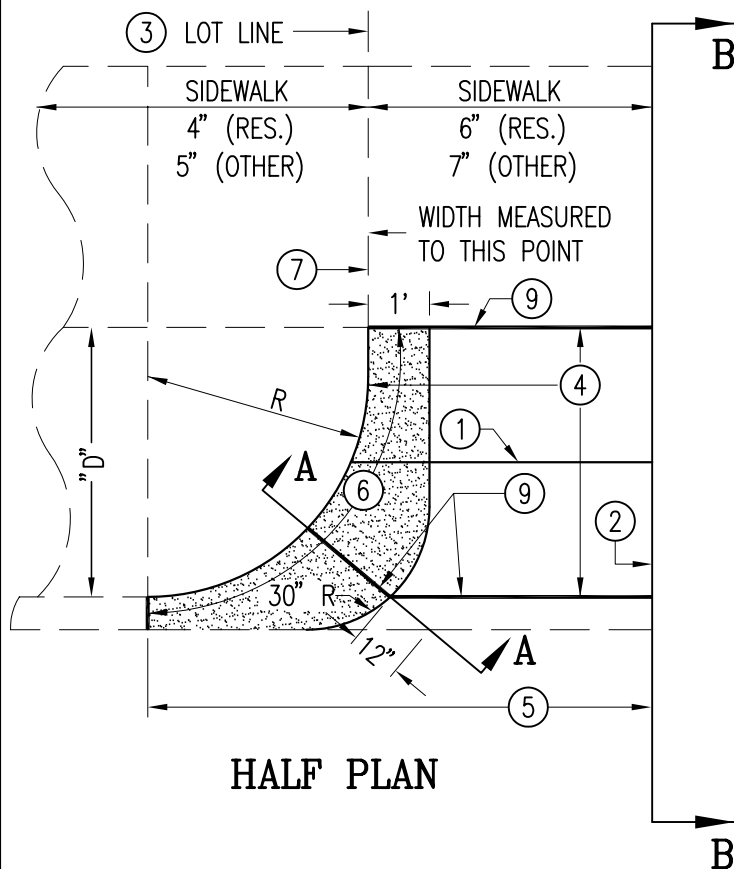 3 LOT LINE
B
SIDEWALK
4" (RES.)
5" (OTHER)
SIDEWALK
6" (RES.)
7" (OTHER)
WIDTH MEASURED
TO THIS POINT
7
1'
9
R
4
"D"
1
A
6
9
2
30" R
12"
A
5
HALF PLAN
B